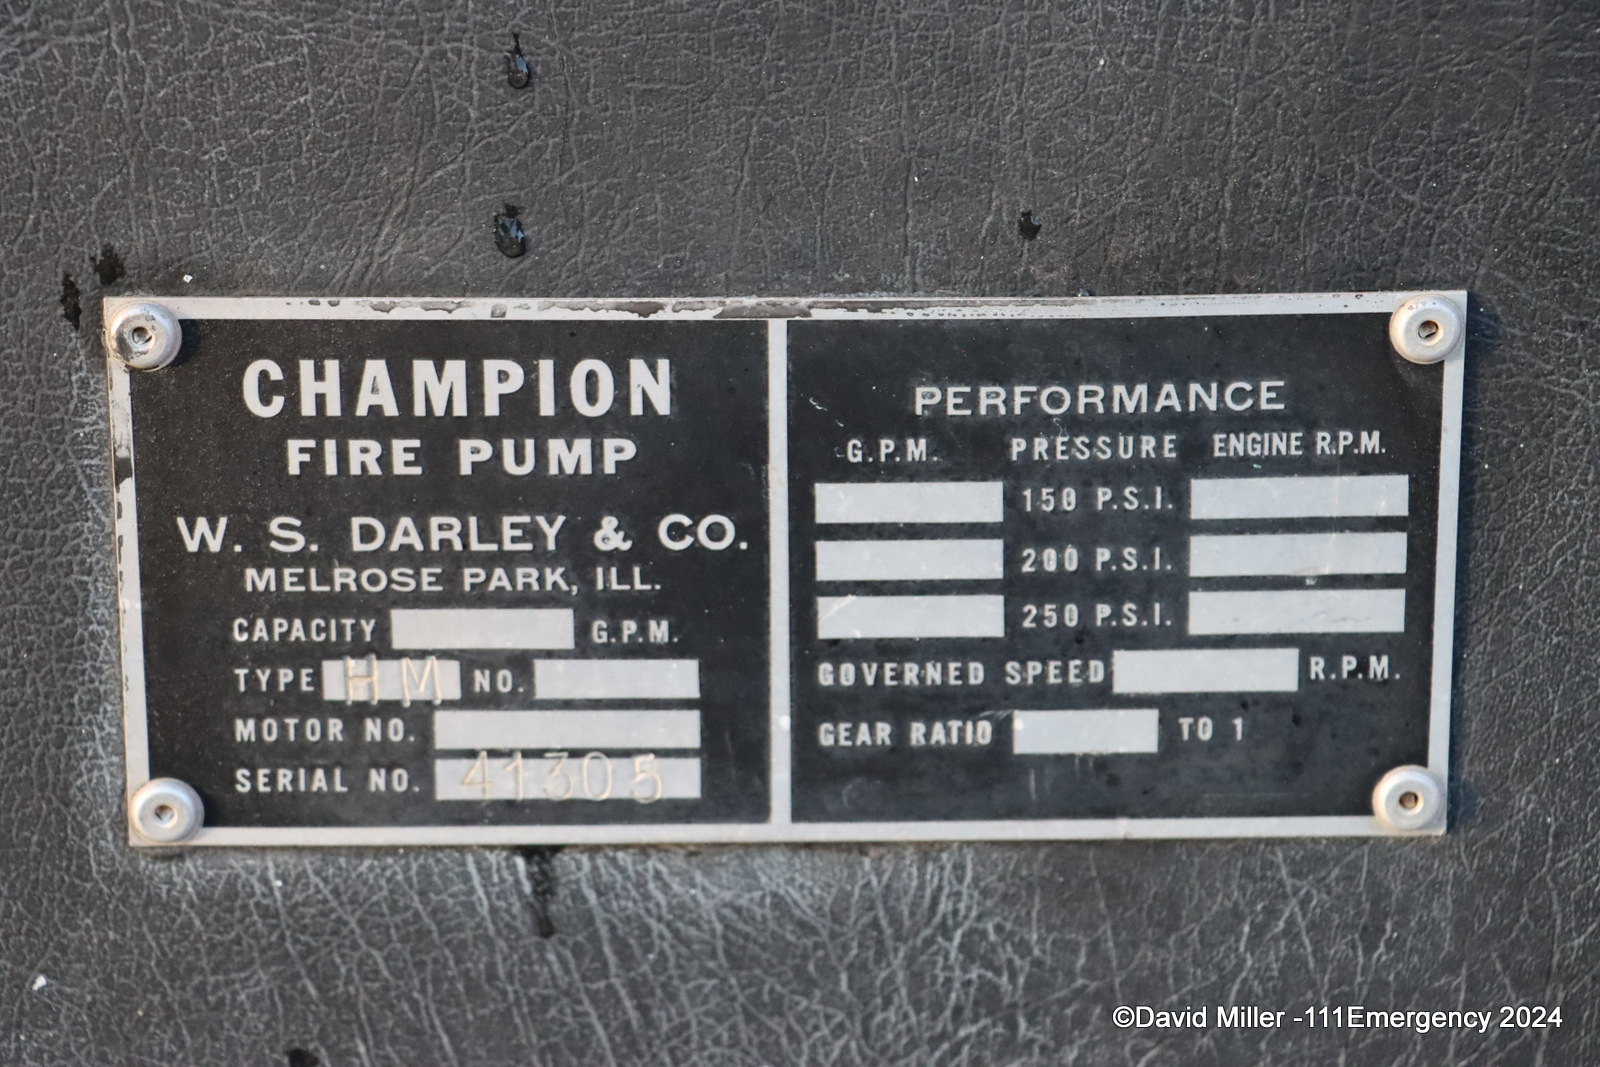 CHAMPION
FIRE PUMP
W. S. DARLEY & CO.
MELROSE PARK, ILL.
CAPACITY G.P.M.
TYPE HM NO.
MOTOR NO.
SERIAL NO. 41305
PERFORMANCE
G.P.M. PRESSURE ENGINE R.P.M.
150 P.S.I.
200 P.S.I.
250 P.S.I.
GOVERNED SPEED R.P.M.
GEAR RATIO TO 1
©David Miller -111Emergency 2024